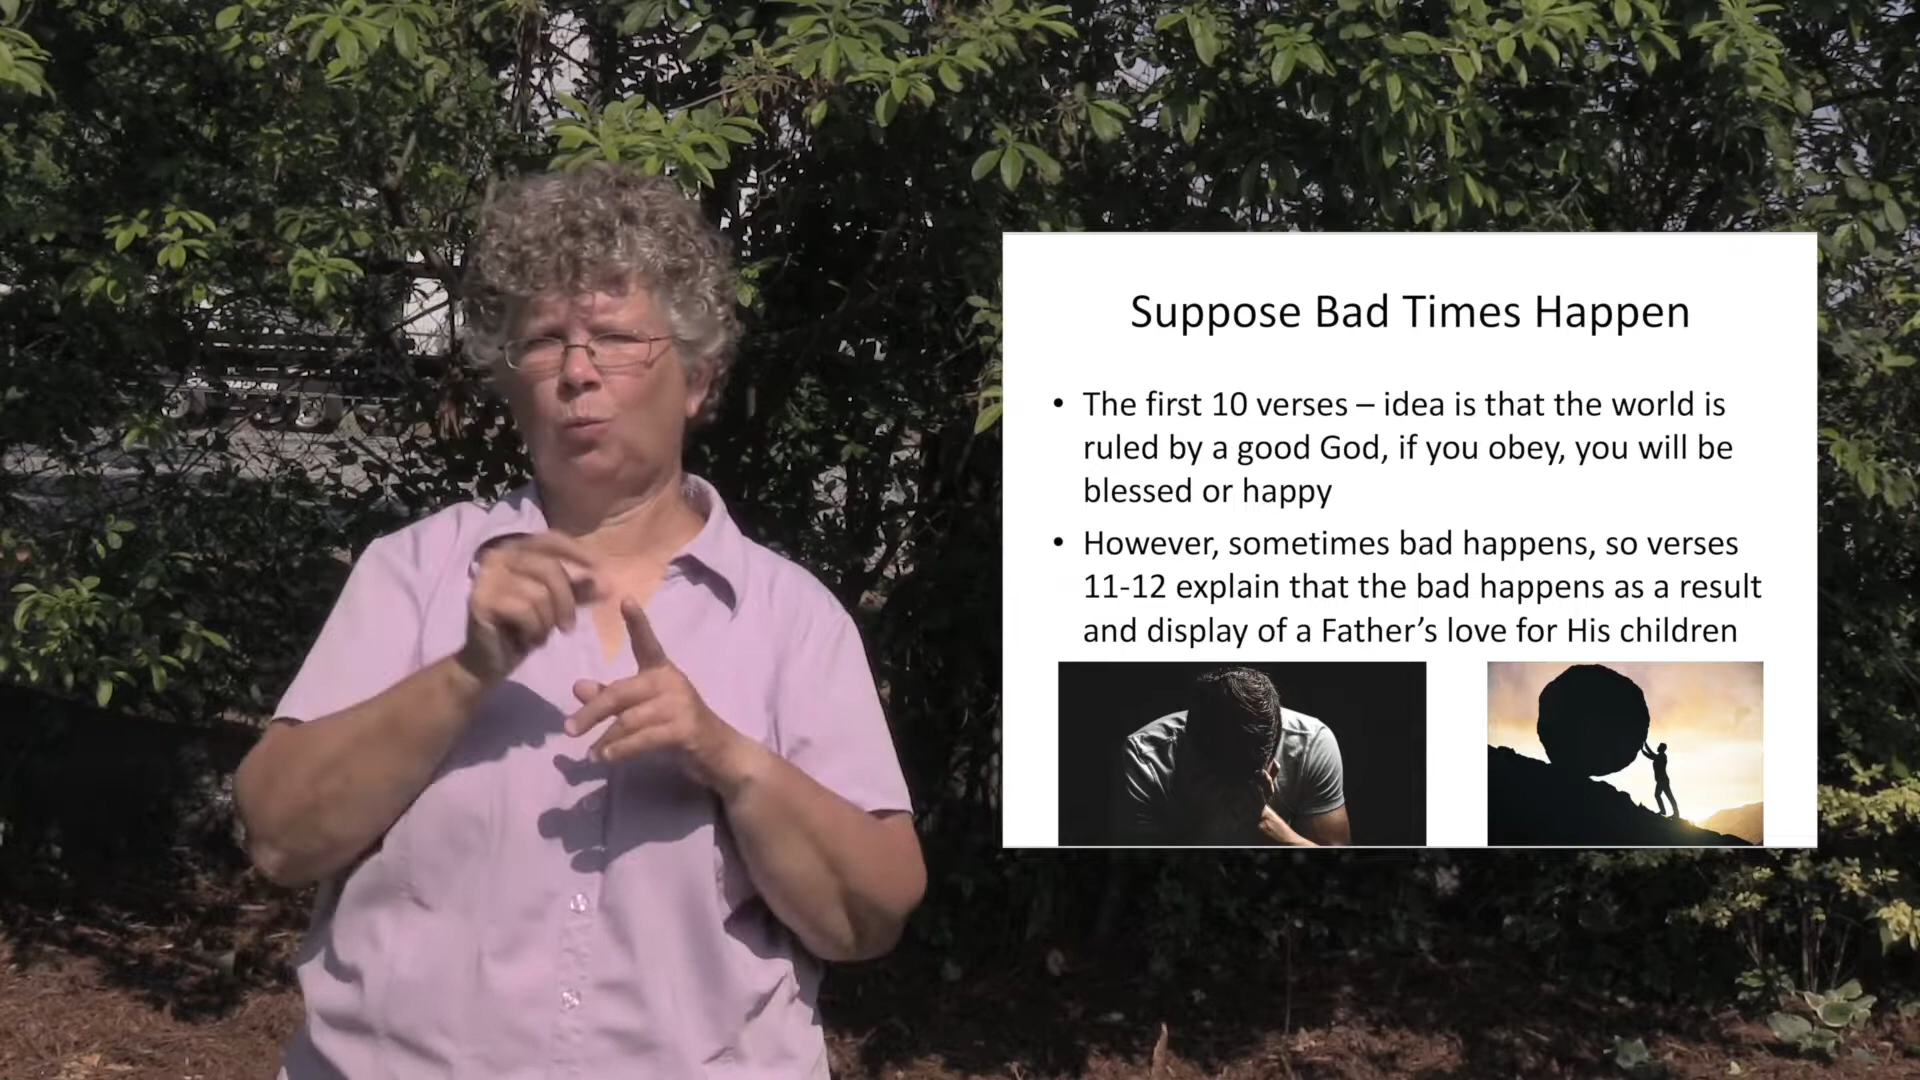 Suppose Bad Times Happen
• The first 10 verses – idea is that the world is
ruled by a good God, if you obey, you will be
blessed or happy
• However, sometimes bad happens, so verses
11-12 explain that the bad happens as a result
and display of a Father’s love for His children